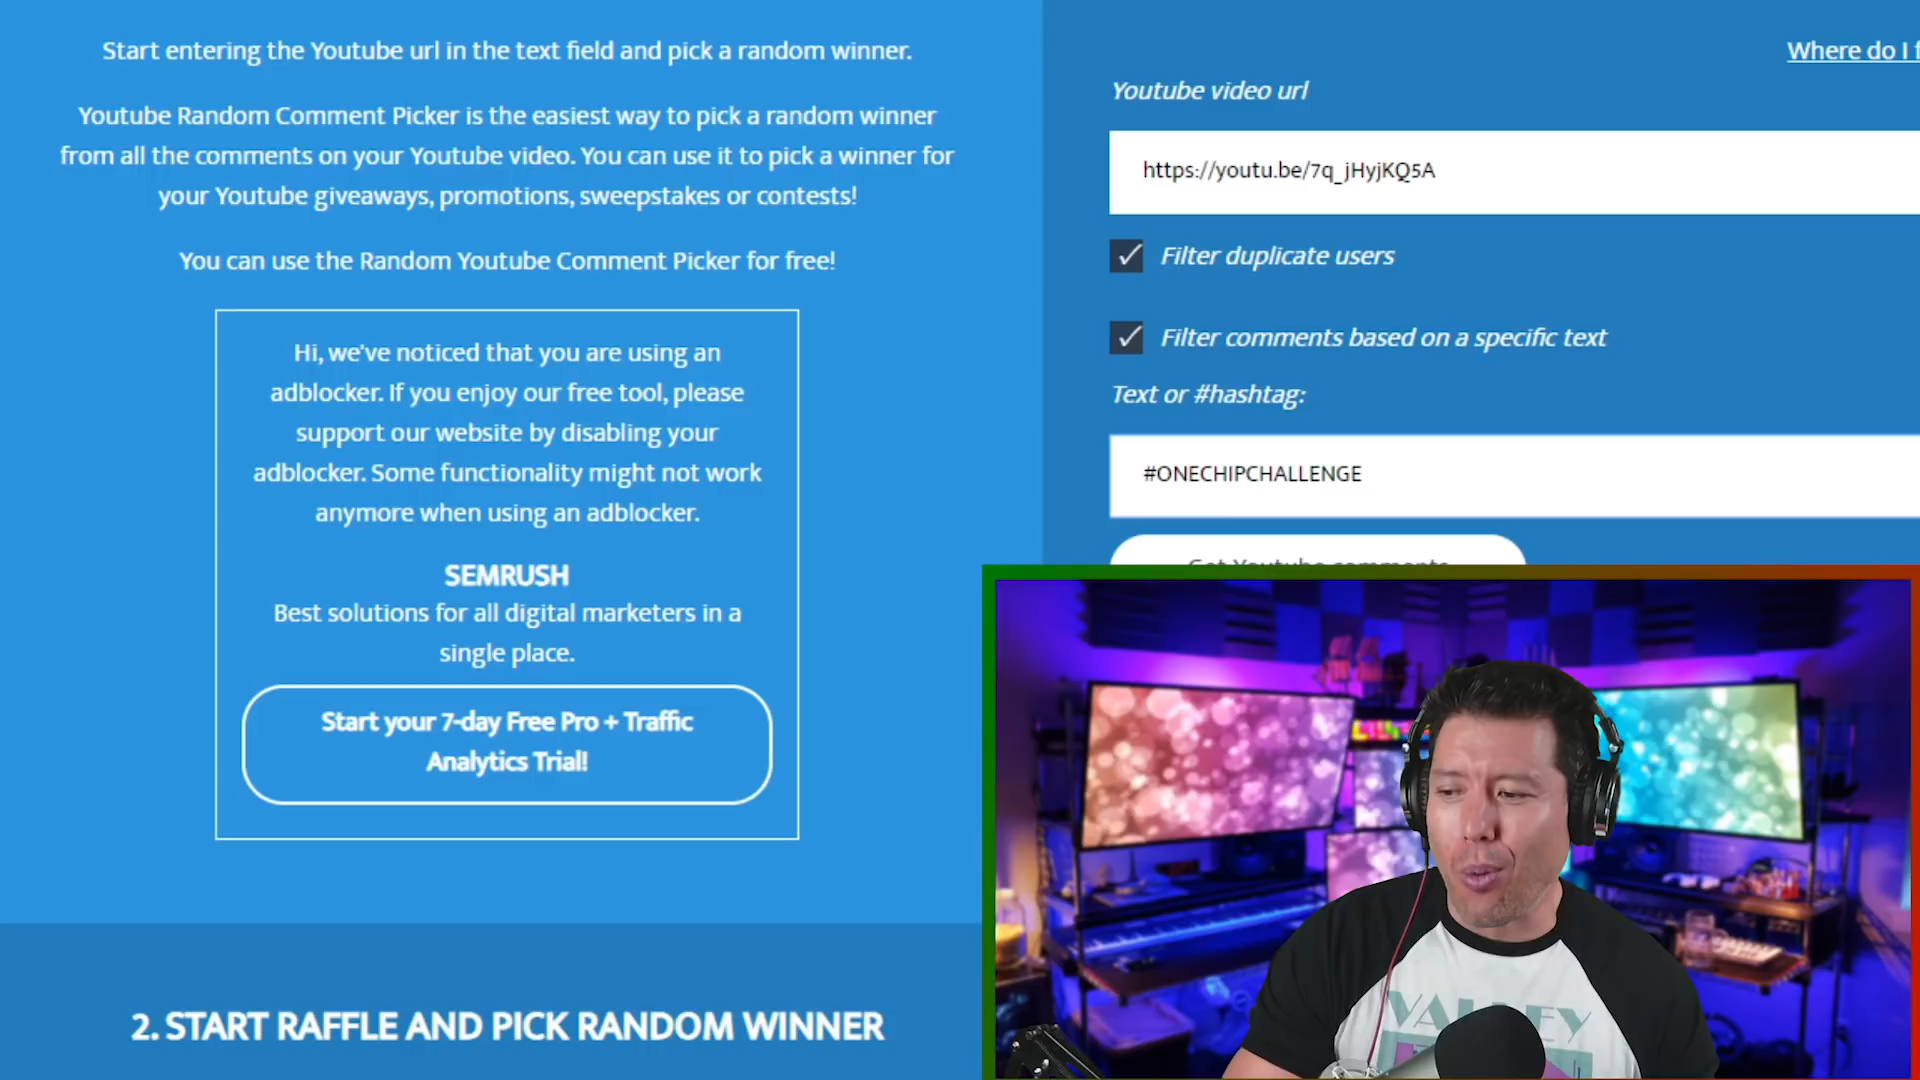 Start entering the Youtube url in the text field and pick a random winner.
Youtube Random Comment Picker is the easiest way to pick a random winner
from all the comments on your Youtube video. You can use it to pick a winner for
your Youtube giveaways, promotions, sweepstakes or contests!
You can use the Random Youtube Comment Picker for free!
Hi, we've noticed that you are using an
adblocker. If you enjoy our free tool, please
support our website by disabling your
adblocker. Some functionality might not work
anymore when using an adblocker.
SEMRUSH
Best solutions for all digital marketers in a
single place.
Start your 7-day Free Pro + Traffic
Analytics Trial!
2. START RAFFLE AND PICK RANDOM WINNER
Where do I
Youtube video url
https://youtu.be/7q_jHyjKQ5A
Filter duplicate users
Filter comments based on a specific text
Text or #hashtag:
#ONECHIPCHALLENGE
Get Youtube comments
VALLEY